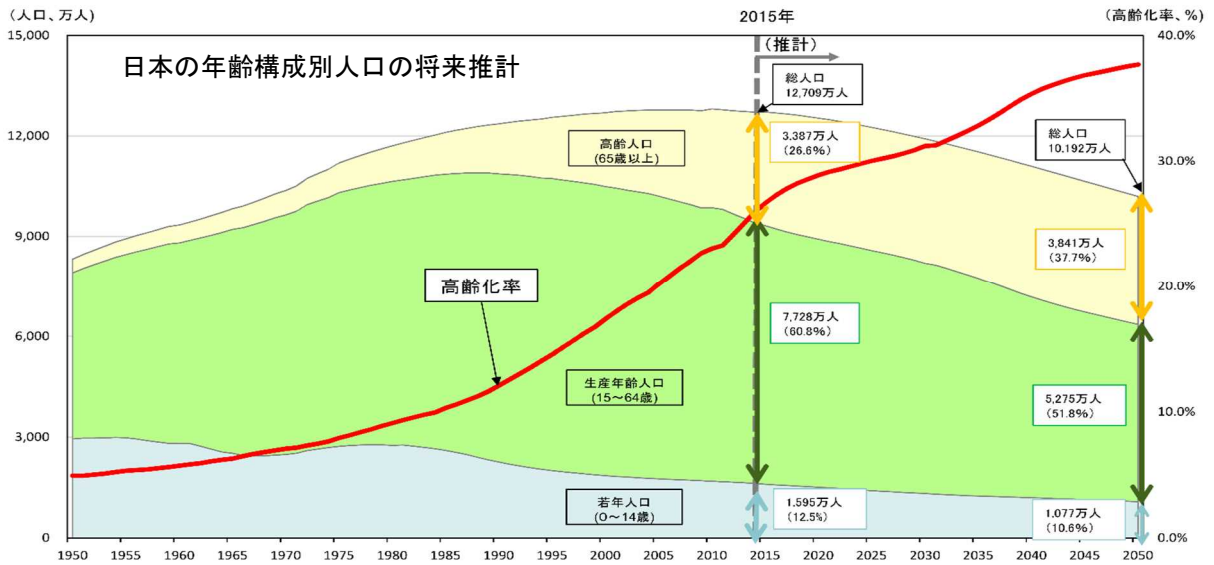 （人口、万人）
2015年
（高齢化率、%）
日本の年齢構成別人口の将来推計
（推計）
15,000
12,000
9,000
6,000
3,000
0
40.0%
30.0%
20.0%
10.0%
0.0%
総人口
12,709万人
総人口
10,192万人
高齢人口
(65歳以上)
3,387万人
(26.6%)
3,841万人
(37.7%)
高齢化率
7,728万人
(60.8%)
生産年齢人口
(15～64歳)
5,275万人
(51.8%)
若年人口
(0～14歳)
1,595万人
(12.5%)
1,077万人
(10.6%)
1950 1955 1960 1965 1970 1975 1980 1985 1990 1995 2000 2005 2010 2015 2020 2025 2030 2035 2040 2045 2050